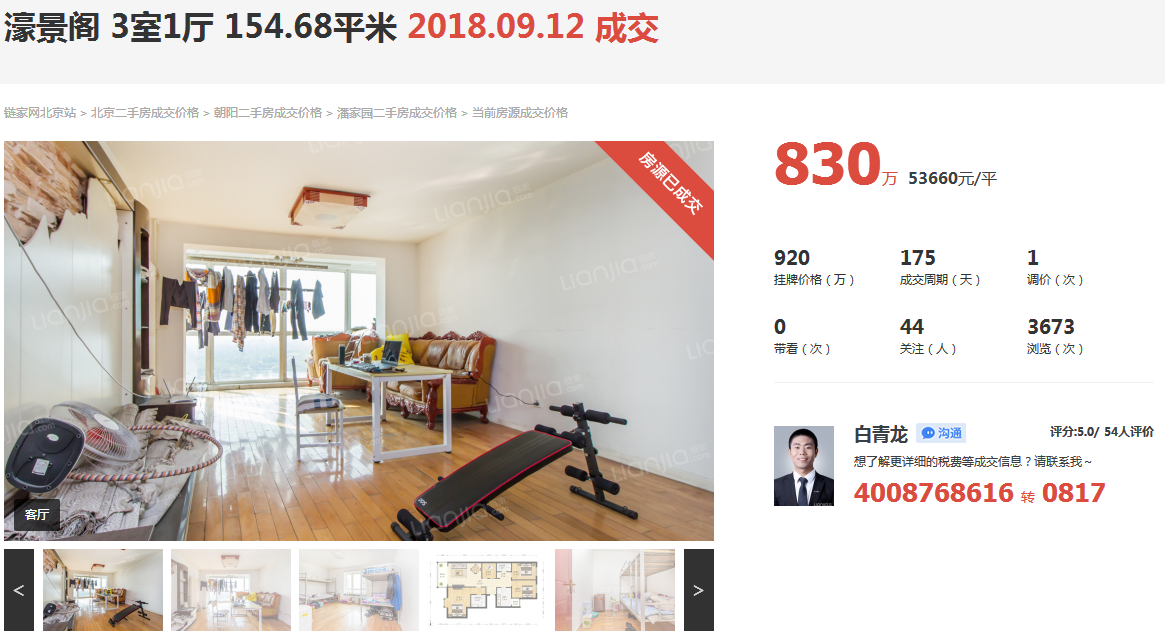 濠景阁 3室1厅 154.68平米 2018.09.12 成交
链家网北京站 > 北京二手房成交价格 > 朝阳二手房成交价格 > 潘家园二手房成交价格 > 当前房源成交价格
房源已成交
lianjia
客厅
<
>
830万 53660元/平
920 175 1
挂牌价格（万） 成交周期（天） 调价（次）
0 44 3673
带看（次） 关注（人） 浏览（次）
白青龙 沟通 评分:5.0/ 54人评价
想了解更详细的税费等成交信息？请联系我～
4008768616 转 0817